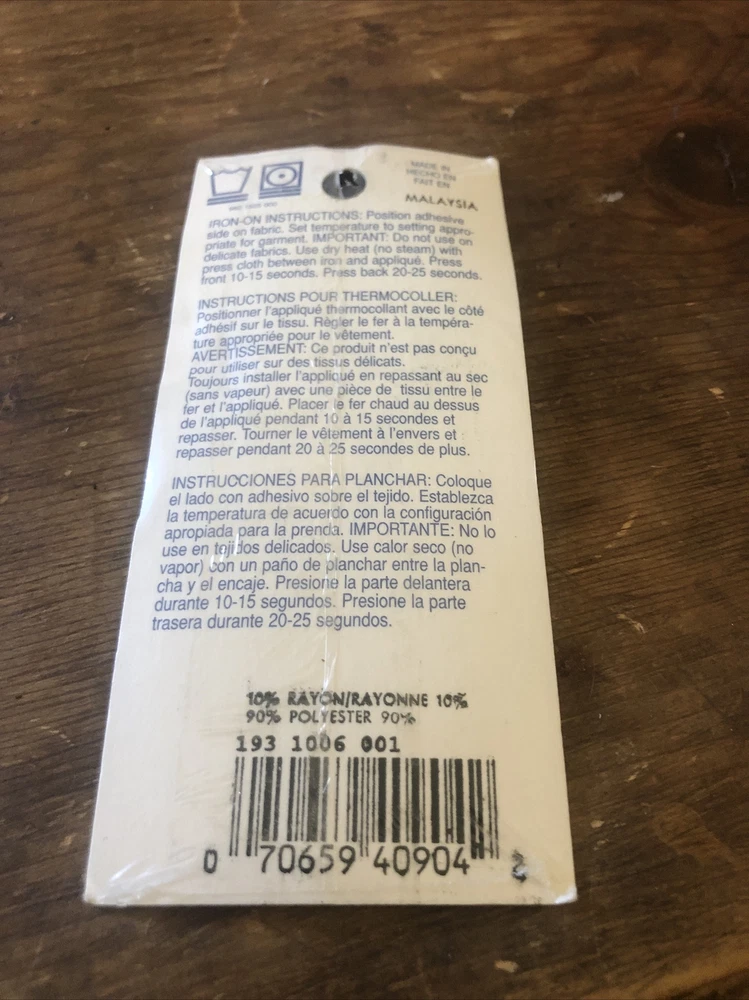 MADE IN
HECHO EN
FAIT EN
MALAYSIA
IRON-ON INSTRUCTIONS: Position adhesive
side on fabric. Set temperature to setting appro-
priate for garment. IMPORTANT: Do not use on
delicate fabrics. Use dry heat (no steam) with
press cloth between iron and appliqué. Press
front 10-15 seconds. Press back 20-25 seconds.
INSTRUCTIONS POUR THERMOCOLLER:
Positionner l'appliqué thermocollant avec le côté
adhésif sur le tissu. Règler le fer à la tempéra-
ture appropriée pour le vêtement.
AVERTISSEMENT: Ce produit n'est pas conçu
pour utiliser sur des tissus délicats.
Toujours installer l'appliqué en repassant au sec
(sans vapeur) avec une pièce de tissu entre le
fer et l'appliqué. Placer le fer chaud au dessus
de l'appliqué pendant 10 à 15 secondes et
repasser. Tourner le vêtement à l'envers et
repasser pendant 20 à 25 secondes de plus.
INSTRUCCIONES PARA PLANCHAR: Coloque
el lado con adhesivo sobre el tejido. Establezca
la temperatura de acuerdo con la configuración
apropiada para la prenda. IMPORTANTE: No lo
use en tejidos delicados. Use calor seco (no
vapor) con un paño de planchar entre la plan-
cha y el encaje. Presione la parte delantera
durante 10-15 segundos. Presione la parte
trasera durante 20-25 segundos.
10% RAYON/RAYONNE 10%
90% POLYESTER 90%
193 1006 001
0 70659 40904 2